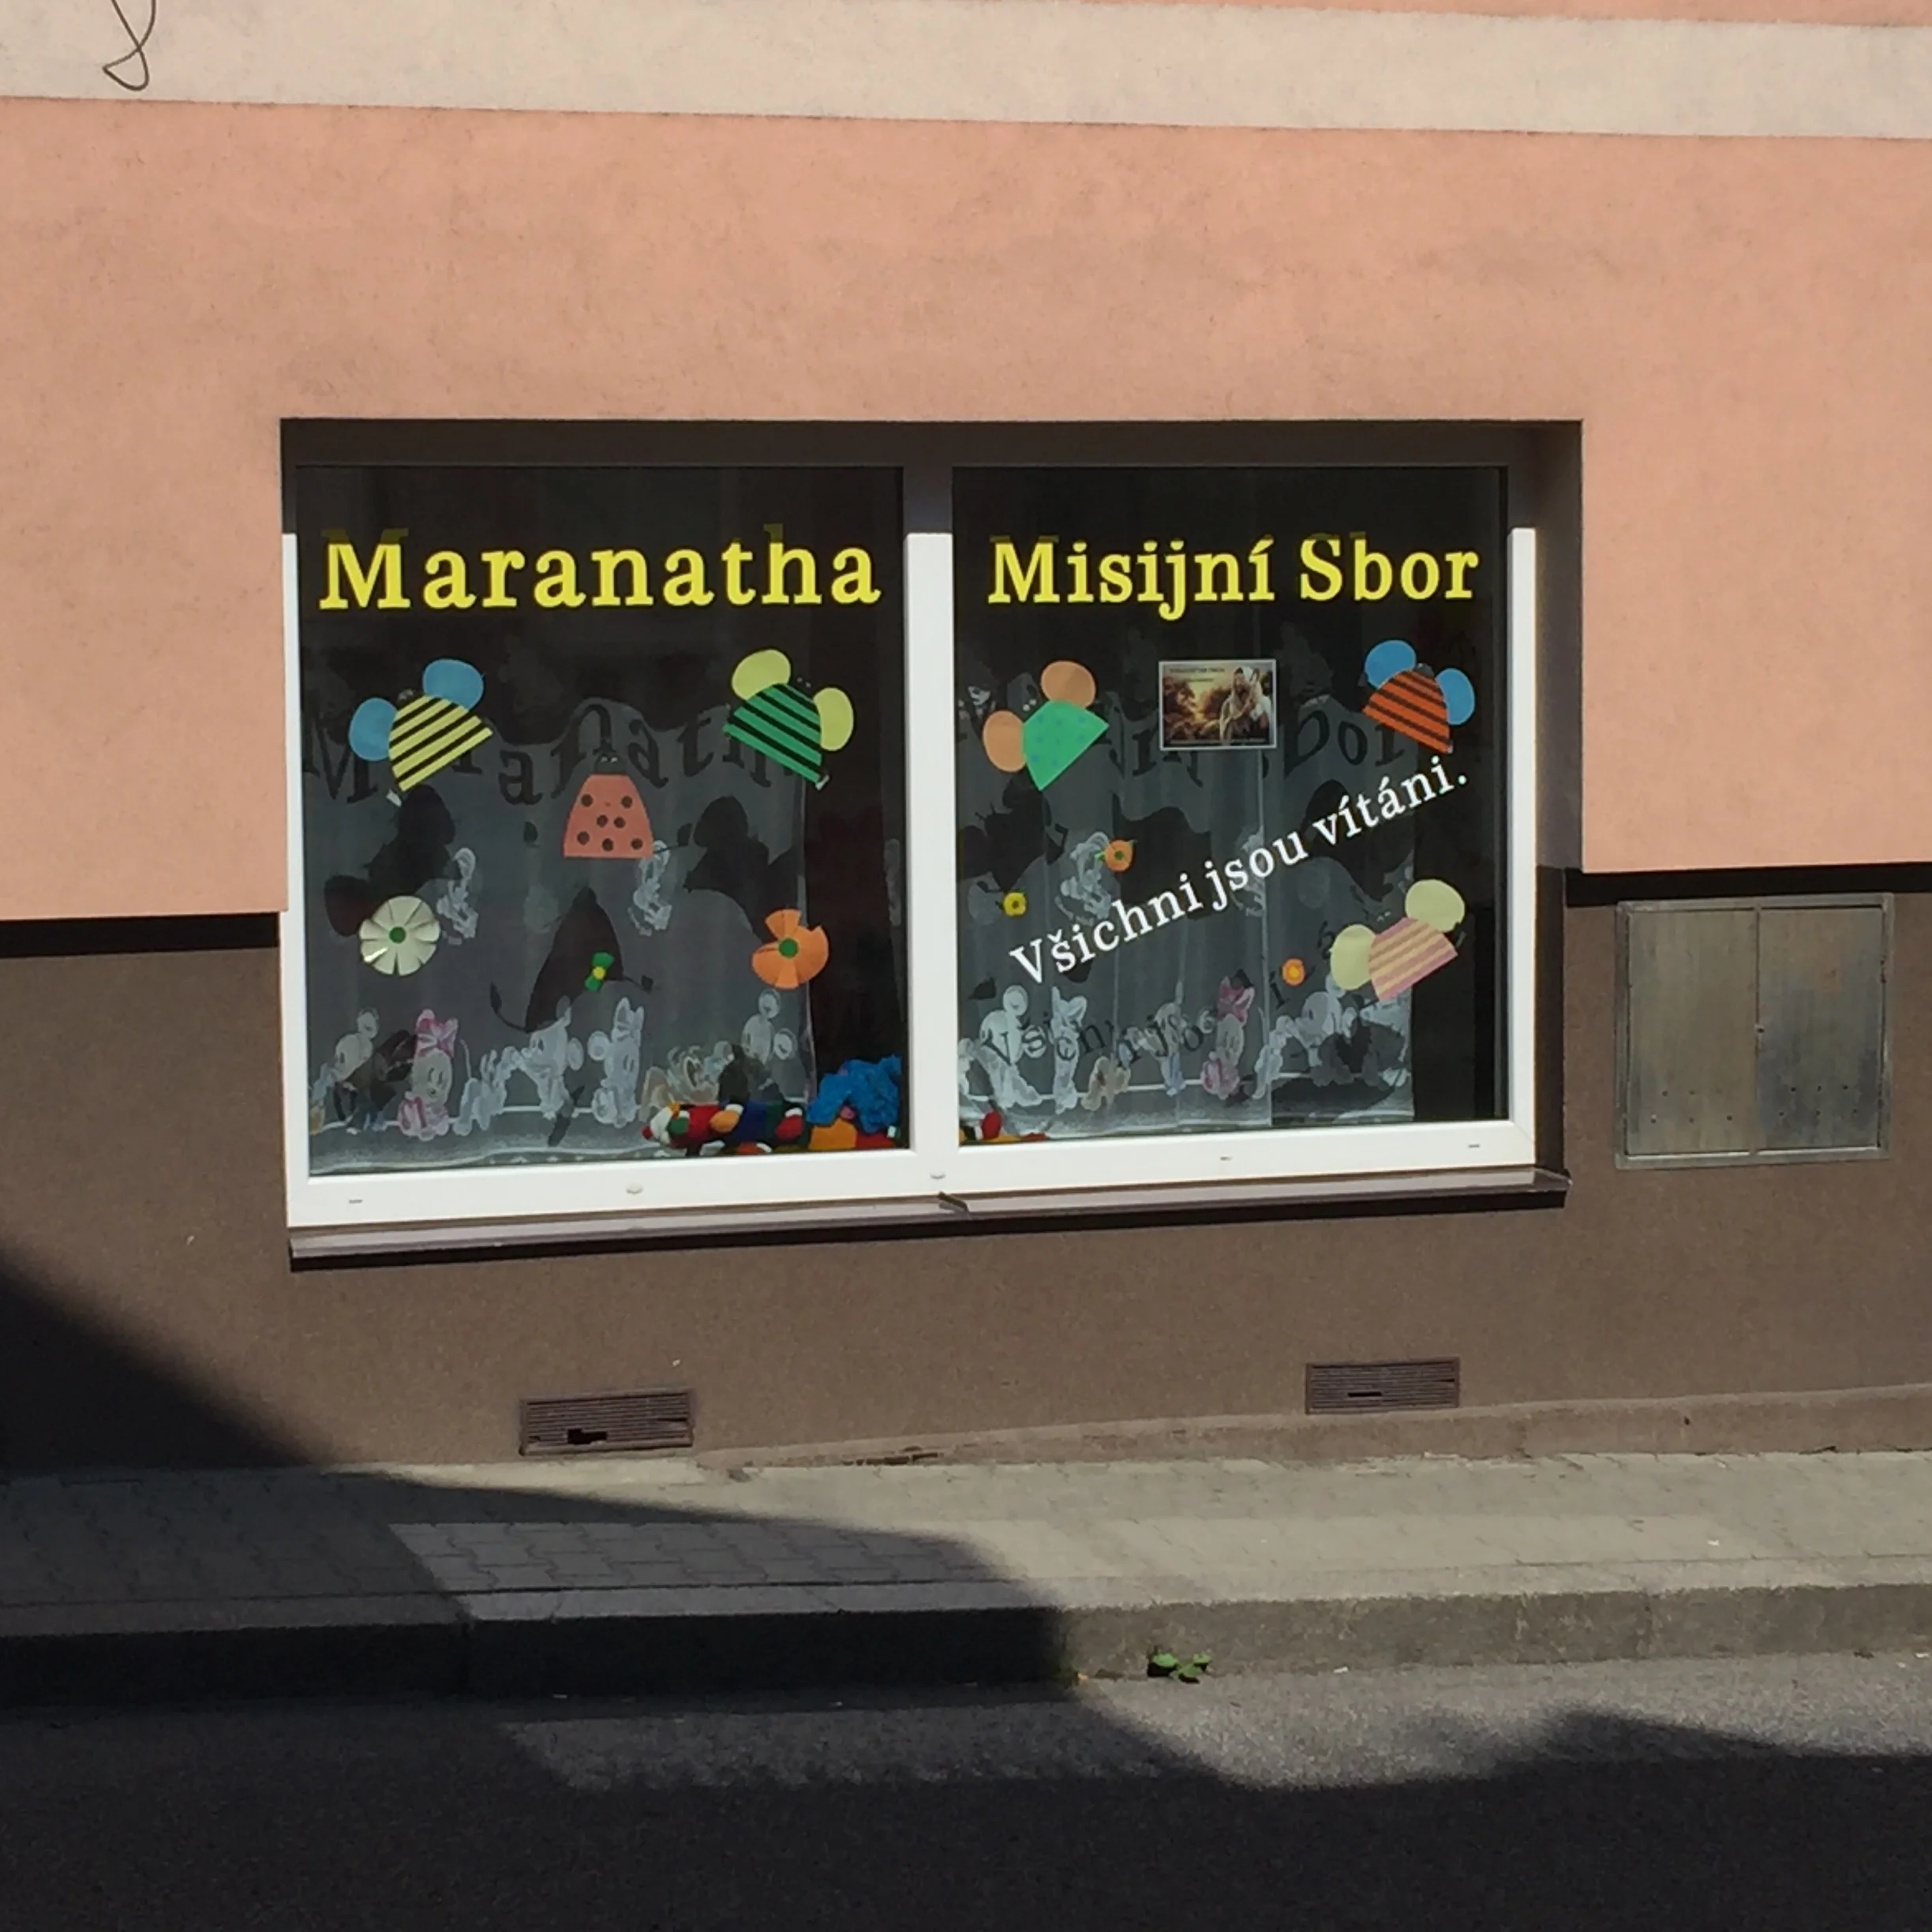 Maranatha
Misijní Sbor
Všichni jsou vítáni.